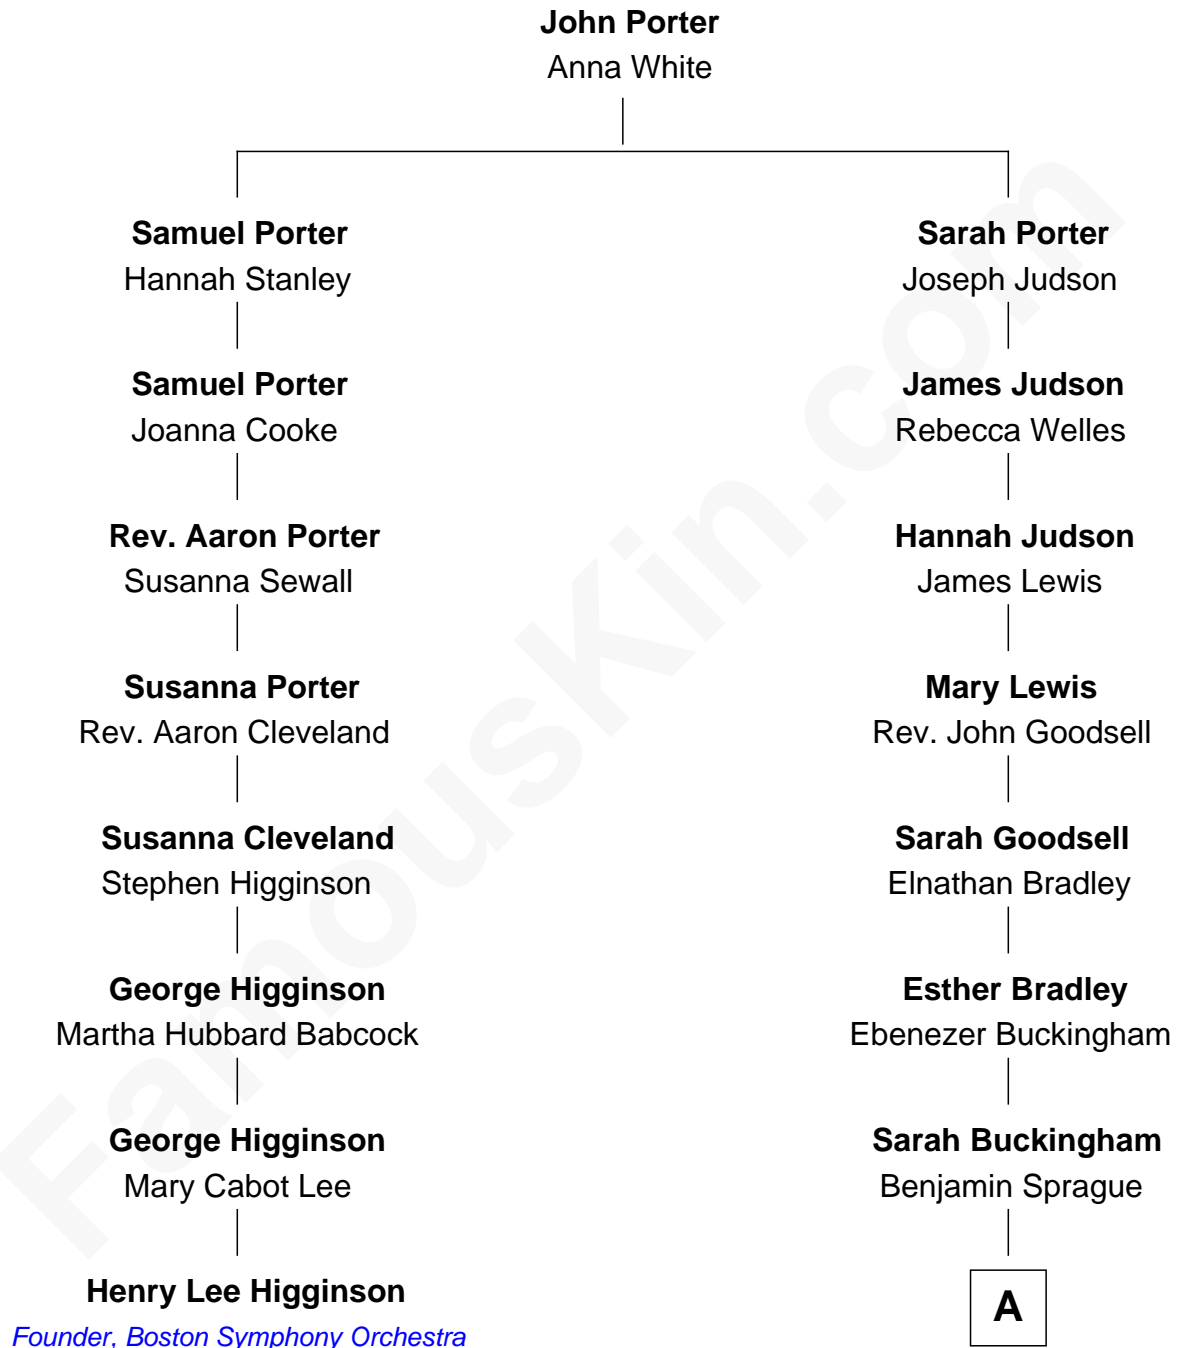 John Porter
Anna White
Samuel Porter
Hannah Stanley
Sarah Porter
Joseph Judson
Samuel Porter
Joanna Cooke
James Judson
Rebecca Welles
Rev. Aaron Porter
Susanna Sewall
Hannah Judson
James Lewis
Susanna Porter
Rev. Aaron Cleveland
Mary Lewis
Rev. John Goodsell
Susanna Cleveland
Stephen Higginson
Sarah Goodsell
Elnathan Bradley
George Higginson
Martha Hubbard Babcock
Esther Bradley
Ebenezer Buckingham
George Higginson
Mary Cabot Lee
Sarah Buckingham
Benjamin Sprague
Henry Lee Higginson
Founder, Boston Symphony Orchestra
A
FamousKin.com